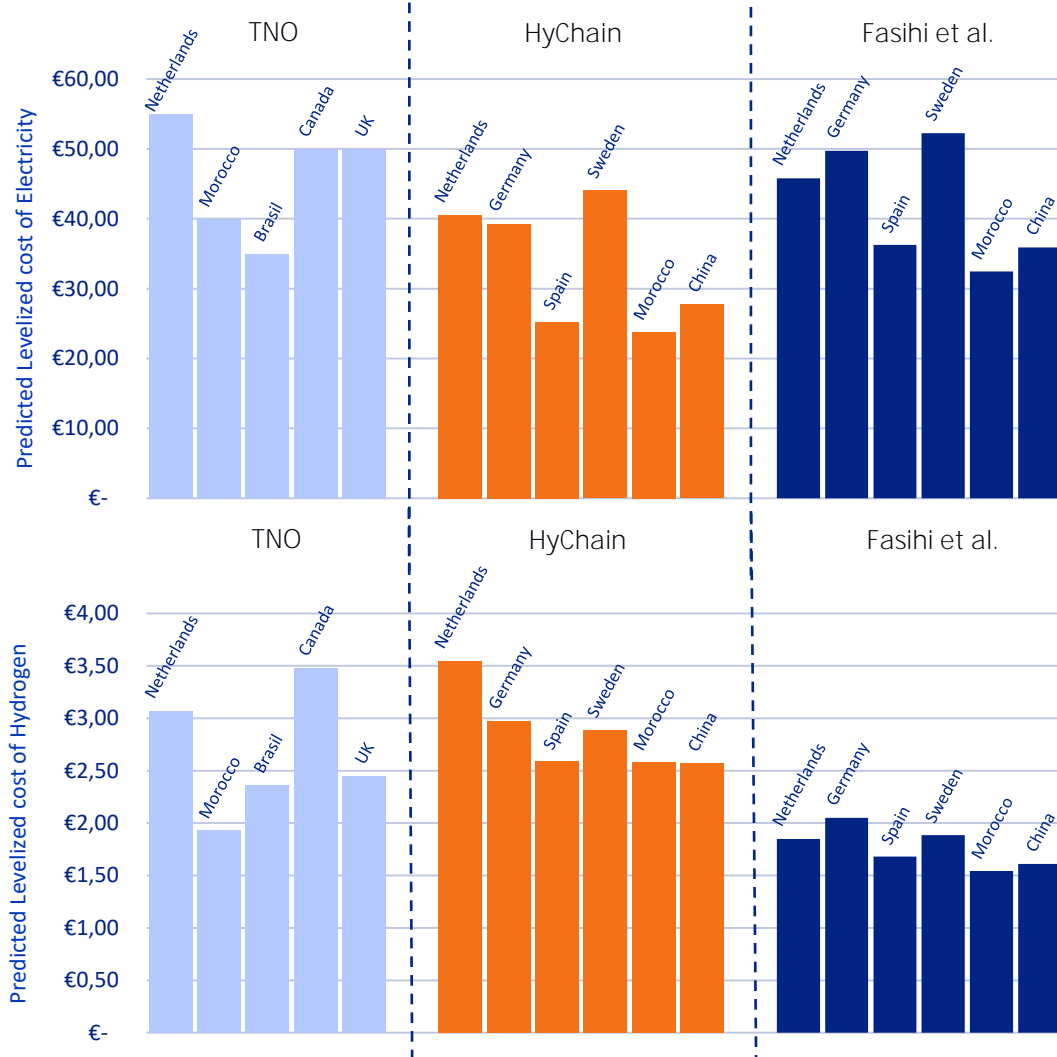 TNO
HyChain
Fasihi et al.
Predicted Levelized cost of Electricity
€60,00
€50,00
€40,00
€30,00
€20,00
€10,00
€-
Netherlands
Morocco
Brasil
Canada
UK
Netherlands
Germany
Spain
Sweden
Morocco
China
Netherlands
Germany
Spain
Sweden
Morocco
China
TNO
HyChain
Fasihi et al.
Predicted Levelized cost of Hydrogen
€4,00
€3,50
€3,00
€2,50
€2,00
€1,50
€1,00
€0,50
€-
Netherlands
Morocco
Brasil
Canada
UK
Netherlands
Germany
Spain
Sweden
Morocco
China
Netherlands
Germany
Spain
Sweden
Morocco
China